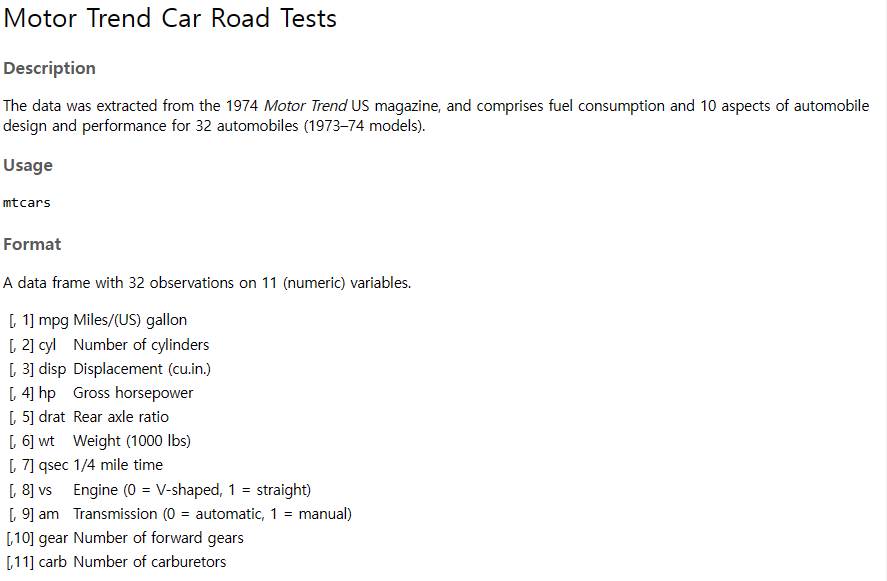 Motor Trend Car Road Tests
Description
The data was extracted from the 1974 Motor Trend US magazine, and comprises fuel consumption and 10 aspects of automobile
design and performance for 32 automobiles (1973–74 models).
Usage
mtcars
Format
A data frame with 32 observations on 11 (numeric) variables.
[, 1] mpg Miles/(US) gallon
[, 2] cyl Number of cylinders
[, 3] disp Displacement (cu.in.)
[, 4] hp Gross horsepower
[, 5] drat Rear axle ratio
[, 6] wt Weight (1000 lbs)
[, 7] qsec 1/4 mile time
[, 8] vs Engine (0 = V-shaped, 1 = straight)
[, 9] am Transmission (0 = automatic, 1 = manual)
[,10] gear Number of forward gears
[,11] carb Number of carburetors